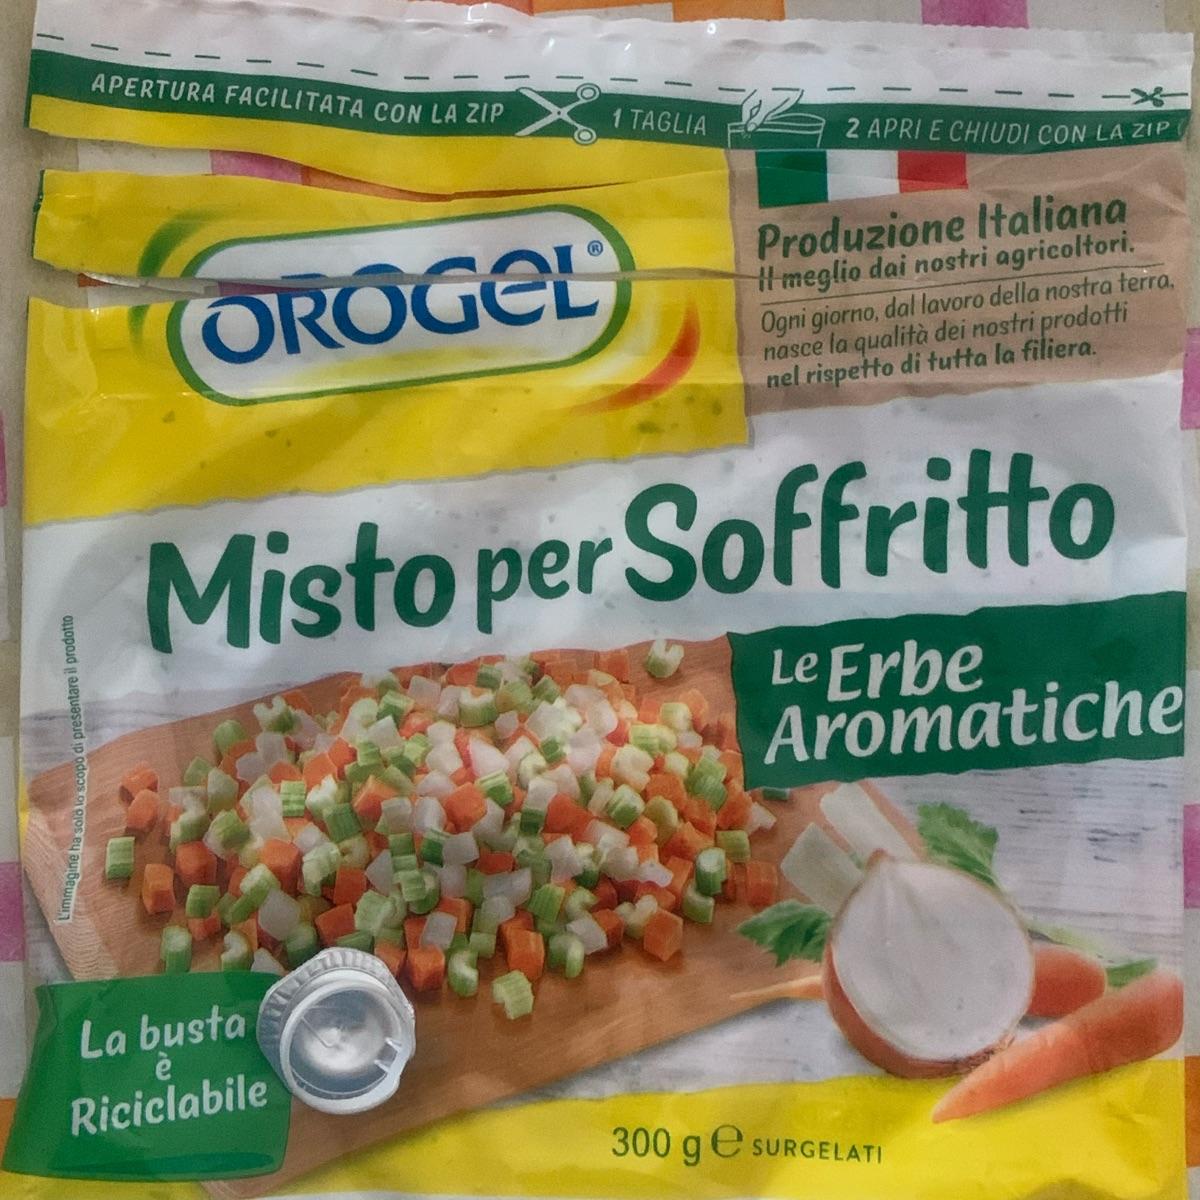 APERTURA FACILITATA CON LA ZIP
1 TAGLIA
2 APRI E CHIUDI CON LA ZIP
OROGEL®
Produzione Italiana
Il meglio dai nostri agricoltori.
Ogni giorno, dal lavoro della nostra terra,
nasce la qualità dei nostri prodotti
nel rispetto di tutta la filiera.
Misto per Soffritto
Le Erbe
Aromatiche
L'immagine ha solo lo scopo di presentare il prodotto
La busta
è
Riciclabile
300 g e SURGELATI